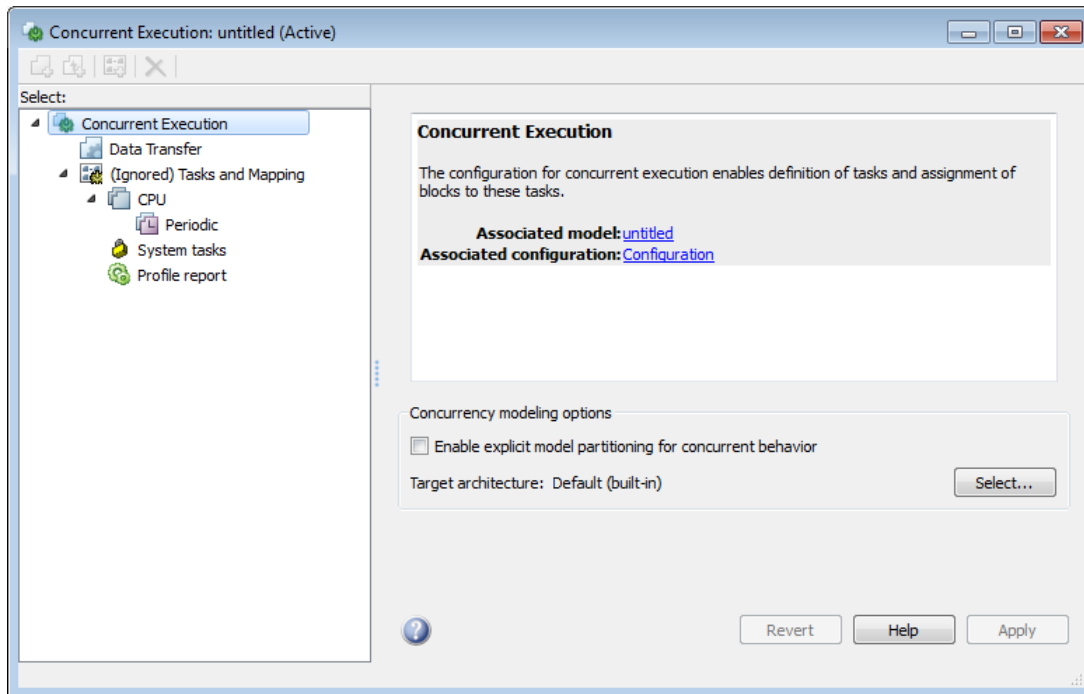 Concurrent Execution: untitled (Active)
Select:
Concurrent Execution
Data Transfer
(Ignored) Tasks and Mapping
CPU
Periodic
System tasks
Profile report
Concurrent Execution
The configuration for concurrent execution enables definition of tasks and assignment of
blocks to these tasks.
Associated model: untitled
Associated configuration: Configuration
Concurrency modeling options
Enable explicit model partitioning for concurrent behavior
Target architecture: Default (built-in)
Select...
Revert
Help
Apply